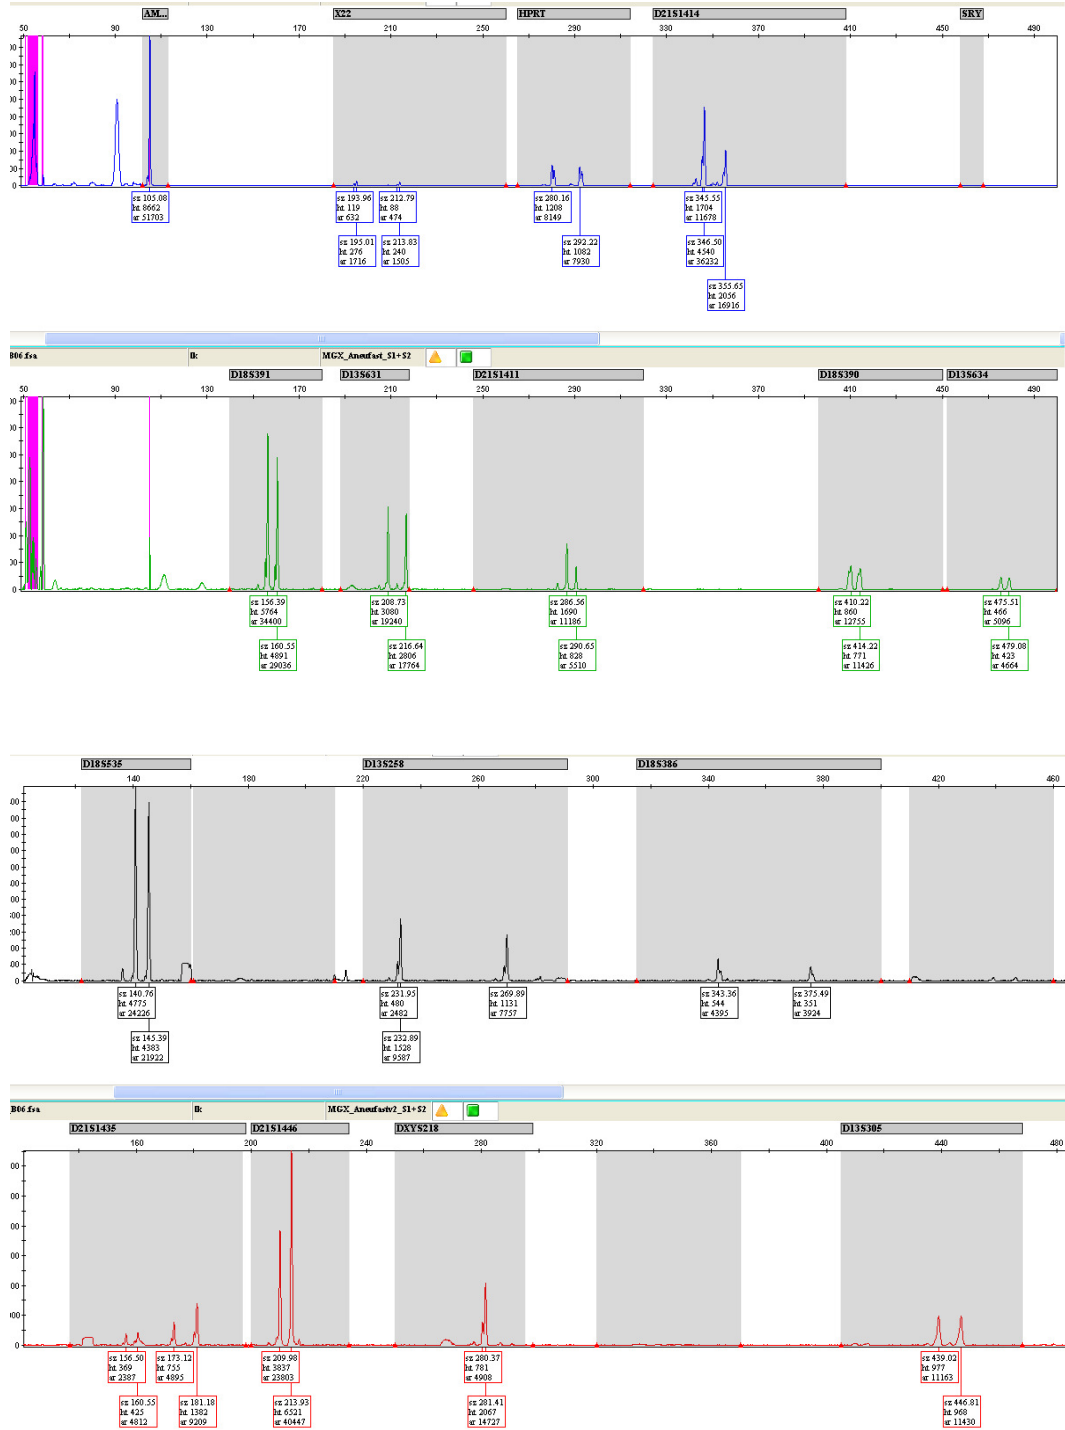 AM... X22 HPRT D21S1414 SRY
50 90 130 170 210 250 290 330 370 410 450 490
sz 105.08
ht 8662
ar 51703
sz 193.96
ht 119
ar 632
sz 212.79
ht 88
ar 474
sz 280.16
ht 1208
ar 8149
sz 345.55
ht 1704
ar 11678
sz 195.01
ht 276
ar 1716
sz 213.83
ht 240
ar 1505
sz 292.22
ht 1082
ar 7930
sz 346.50
ht 4540
ar 36232
sz 355.65
ht 2056
ar 16916
B06.fsa fk MGX_Aneufast_S1+S2
D18S391 D13S631 D21S1411 D18S390 D13S634
50 90 130 170 210 250 290 330 370 410 450 490
sz 156.39
ht 5764
ar 34400
sz 208.73
ht 3080
ar 19240
sz 286.56
ht 1690
ar 11186
sz 410.22
ht 860
ar 12755
sz 475.51
ht 466
ar 5096
sz 160.55
ht 4891
ar 29036
sz 216.64
ht 2806
ar 17764
sz 290.65
ht 828
ar 5510
sz 414.22
ht 771
ar 11426
sz 479.08
ht 423
ar 4664
D18S535 D13S258 D18S386
140 180 220 260 300 340 380 420 460
sz 140.76
ht 4775
ar 24226
sz 231.95
ht 480
ar 2482
sz 269.89
ht 1131
ar 7757
sz 343.36
ht 544
ar 4395
sz 375.49
ht 351
ar 3924
sz 145.39
ht 4383
ar 21922
sz 232.89
ht 1528
ar 9587
B06.fsa fk MGX_Aneufastv2_S1+S2
D21S1435 D21S1446 DXYS218 D13S305
160 200 240 280 320 360 400 440 480
sz 156.50
ht 369
ar 2387
sz 173.12
ht 755
ar 4895
sz 209.98
ht 3837
ar 23803
sz 280.37
ht 781
ar 4908
sz 439.02
ht 977
ar 11163
sz 160.55
ht 425
ar 4812
sz 181.18
ht 1382
ar 9209
sz 213.93
ht 6521
ar 40447
sz 281.41
ht 2067
ar 14727
sz 446.81
ht 968
ar 11430